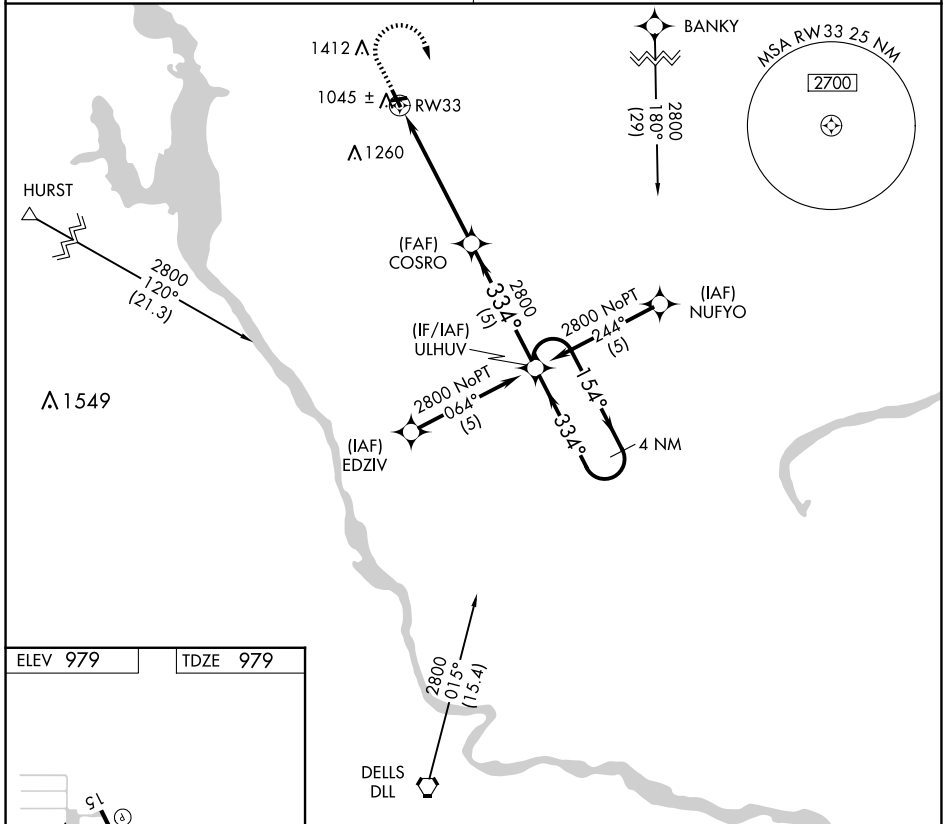 1412
BANKY
MSA RW33 25 NM
2700
1045 ±
RW33
2800
180°
(29)
1260
HURST
(FAF)
COSRO
2800
120°
(21.3)
2800
334°
(5)
(IAF)
NUFYO
2800 NoPT
244°
(5)
(IF/IAF)
ULHUV
2800 NoPT
064°
(5)
154°
334°
1549
(IAF)
EDZIV
4 NM
2800
015°
(15.4)
ELEV 979
TDZE 979
DELLS
DLL
15
P